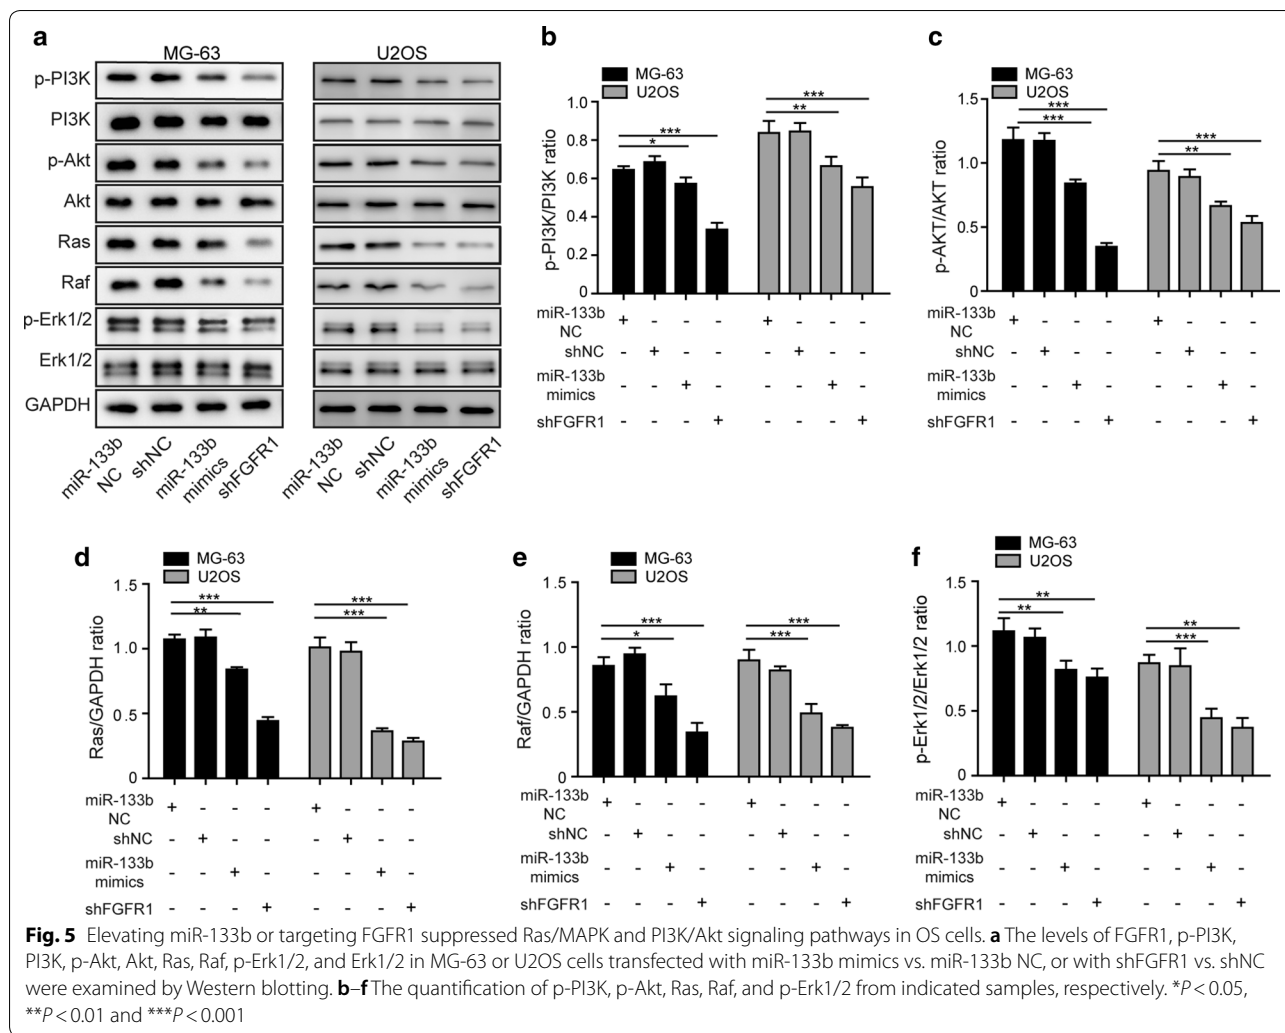 a
MG-63
U2OS
p-PI3K
PI3K
p-Akt
Akt
Ras
Raf
p-Erk1/2
Erk1/2
GAPDH
miR-133b
NC
shNC
miR-133b
mimics
shFGFR1
miR-133b
NC
shNC
miR-133b
mimics
shFGFR1
b
MG-63
U2OS
p-PI3K/PI3K ratio
1.0
0.8
0.6
0.4
0.2
0
***
*
***
**
miR-133b
NC
+ - - - + - - -
shNC - + - - - + - -
miR-133b
mimics
- - + - - - + -
shFGFR1 - - - + - - - +
c
MG-63
U2OS
p-AKT/AKT ratio
1.5
1.0
0.5
0
***
***
***
**
miR-133b
NC
+ - - - + - - -
shNC - + - - - + - -
miR-133b
mimics
- - + - - - + -
shFGFR1 - - - + - - - +
d
MG-63
U2OS
Ras/GAPDH ratio
1.5
1.0
0.5
0
***
**
***
***
miR-133b
NC
+ - - - + - - -
shNC - + - - - + - -
miR-133b
mimics
- - + - - - + -
shFGFR1 - - - + - - - +
e
MG-63
U2OS
Raf/GAPDH ratio
1.5
1.0
0.5
0
***
*
***
***
miR-133b
NC
+ - - - + - - -
shNC - + - - - + - -
miR-133b
mimics
- - + - - - + -
shFGFR1 - - - + - - - +
f
MG-63
U2OS
p-Erk1/2/Erk1/2 ratio
1.5
1.0
0.5
0
**
**
**
***
miR-133b
NC
+ - - - + - - -
shNC - + - - - + - -
miR-133b
mimics
- - + - - - + -
shFGFR1 - - - + - - - +
Fig. 5 Elevating miR-133b or targeting FGFR1 suppressed Ras/MAPK and PI3K/Akt signaling pathways in OS cells. a The levels of FGFR1, p-PI3K,
PI3K, p-Akt, Akt, Ras, Raf, p-Erk1/2, and Erk1/2 in MG-63 or U2OS cells transfected with miR-133b mimics vs. miR-133b NC, or with shFGFR1 vs. shNC
were examined by Western blotting. b–f The quantification of p-PI3K, p-Akt, Ras, Raf, and p-Erk1/2 from indicated samples, respectively. *P < 0.05,
**P < 0.01 and ***P < 0.001